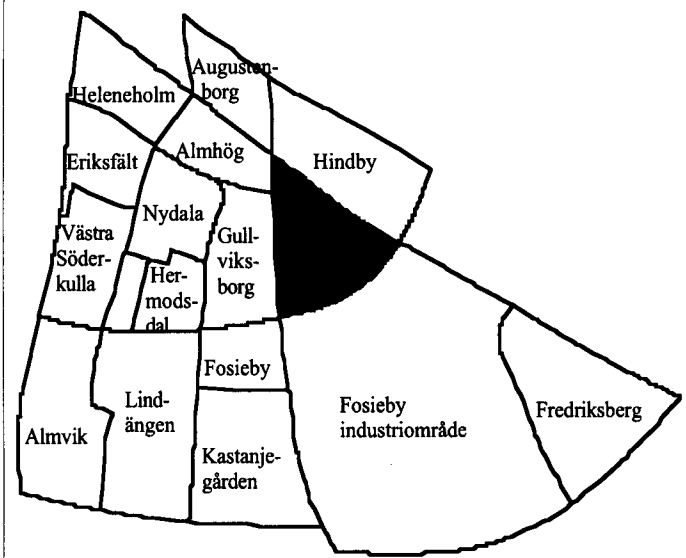 Augusten-
borg
Heleneholm
Almhög
Hindby
Eriksfält
Nydala
Västra
Söder-
kulla
Gull-
viks-
borg
Her-
mods-
dal
Fosieby
Lind-
ängen
Almvik
Kastanje-
gården
Fosieby
industriområde
Fredriksberg